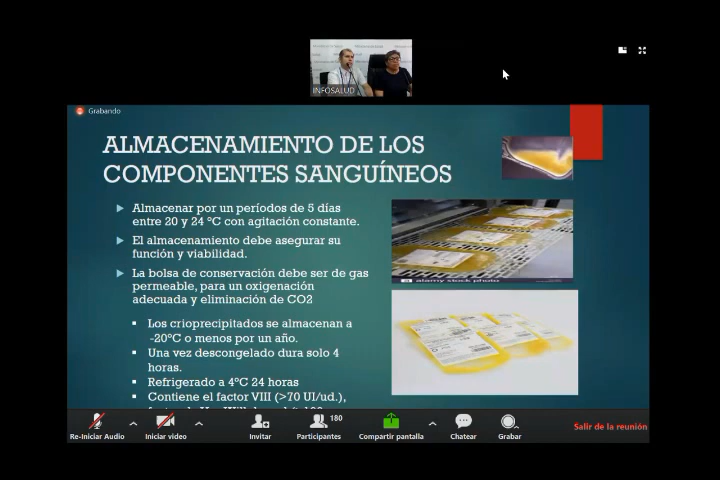 INFOSALUD
Grabando
ALMACENAMIENTO DE LOS
COMPONENTES SANGUÍNEOS
Almacenar por un períodos de 5 días
entre 20 y 24 °C con agitación constante.
El almacenamiento debe asegurar su
función y viabilidad.
La bolsa de conservación debe ser de gas
permeable, para un oxigenación
adecuada y eliminación de CO2
Los crioprecipitados se almacenan a
-20°C o menos por un año.
Una vez descongelado dura solo 4
horas.
Refrigerado a 4°C 24 horas
Contiene el factor VIII (>70 UI/ud.),
alamy stock photo
Re-Iniciar Audio
Iniciar video
Invitar
Participantes
180
Compartir pantalla
Chatear
Grabar
Salir de la reunión